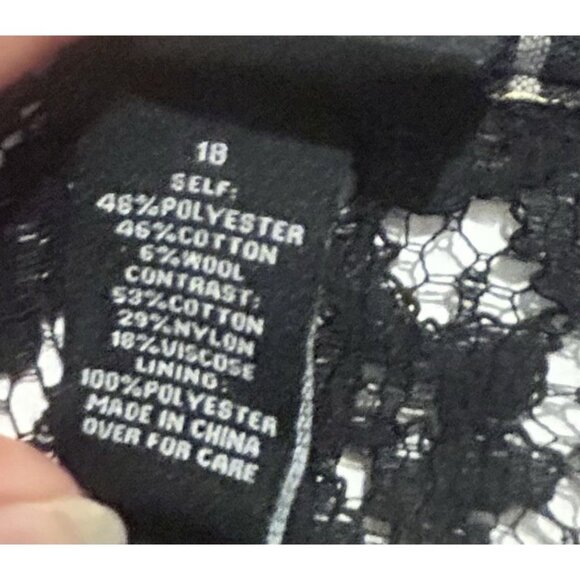 18
SELF:
48%POLYESTER
46%COTTON
6%WOOL
CONTRAST:
53%COTTON
29%NYLON
18%VISCOSE
LINING:
100%POLYESTER
MADE IN CHINA
OVER FOR CARE